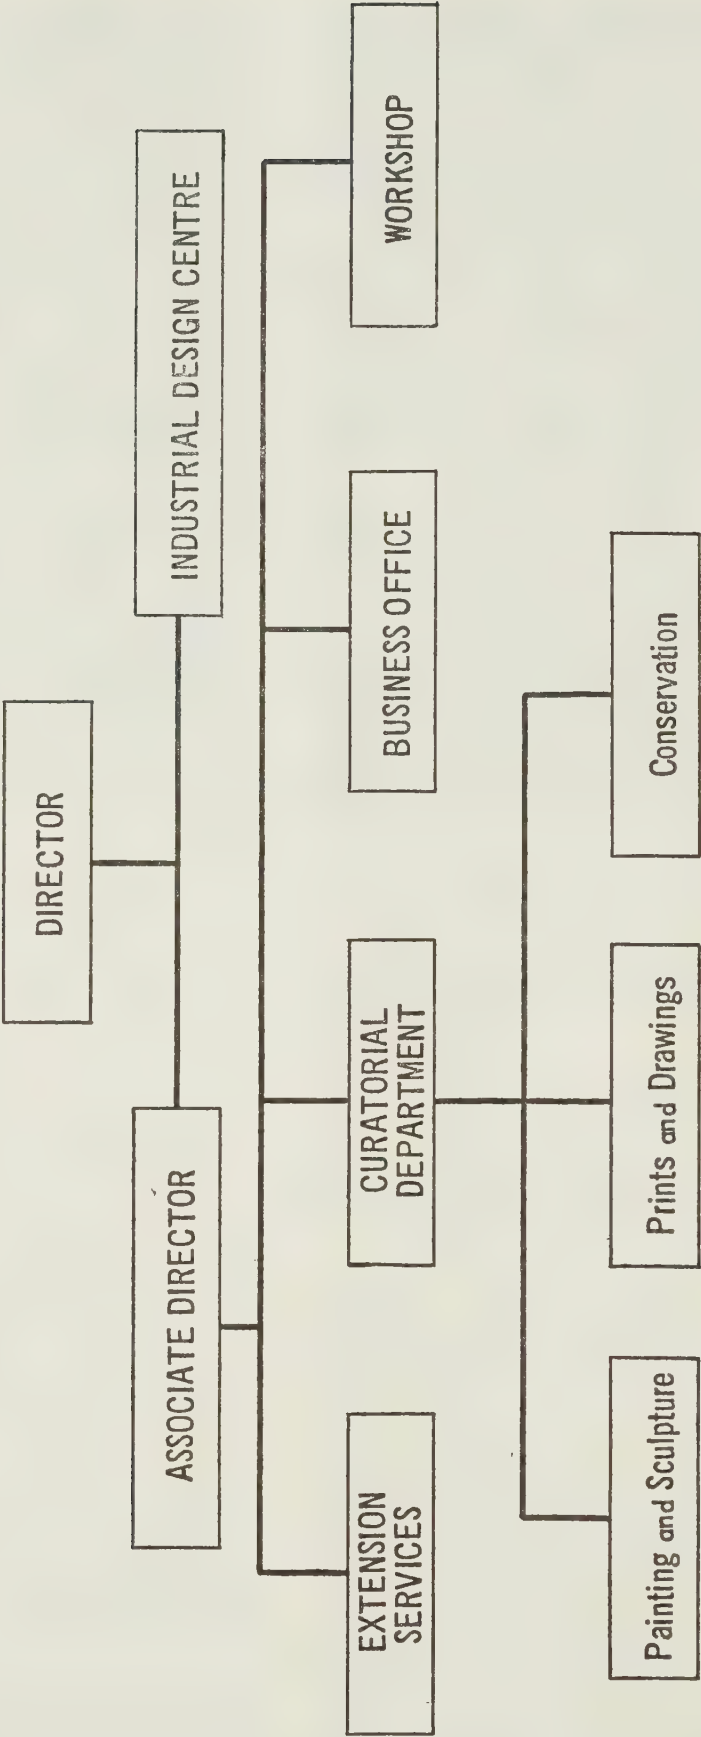 DIRECTOR
ASSOCIATE DIRECTOR
INDUSTRIAL DESIGN CENTRE
EXTENSION
SERVICES
CURATORIAL
DEPARTMENT
BUSINESS OFFICE
WORKSHOP
Painting and Sculpture
Prints and Drawings
Conservation